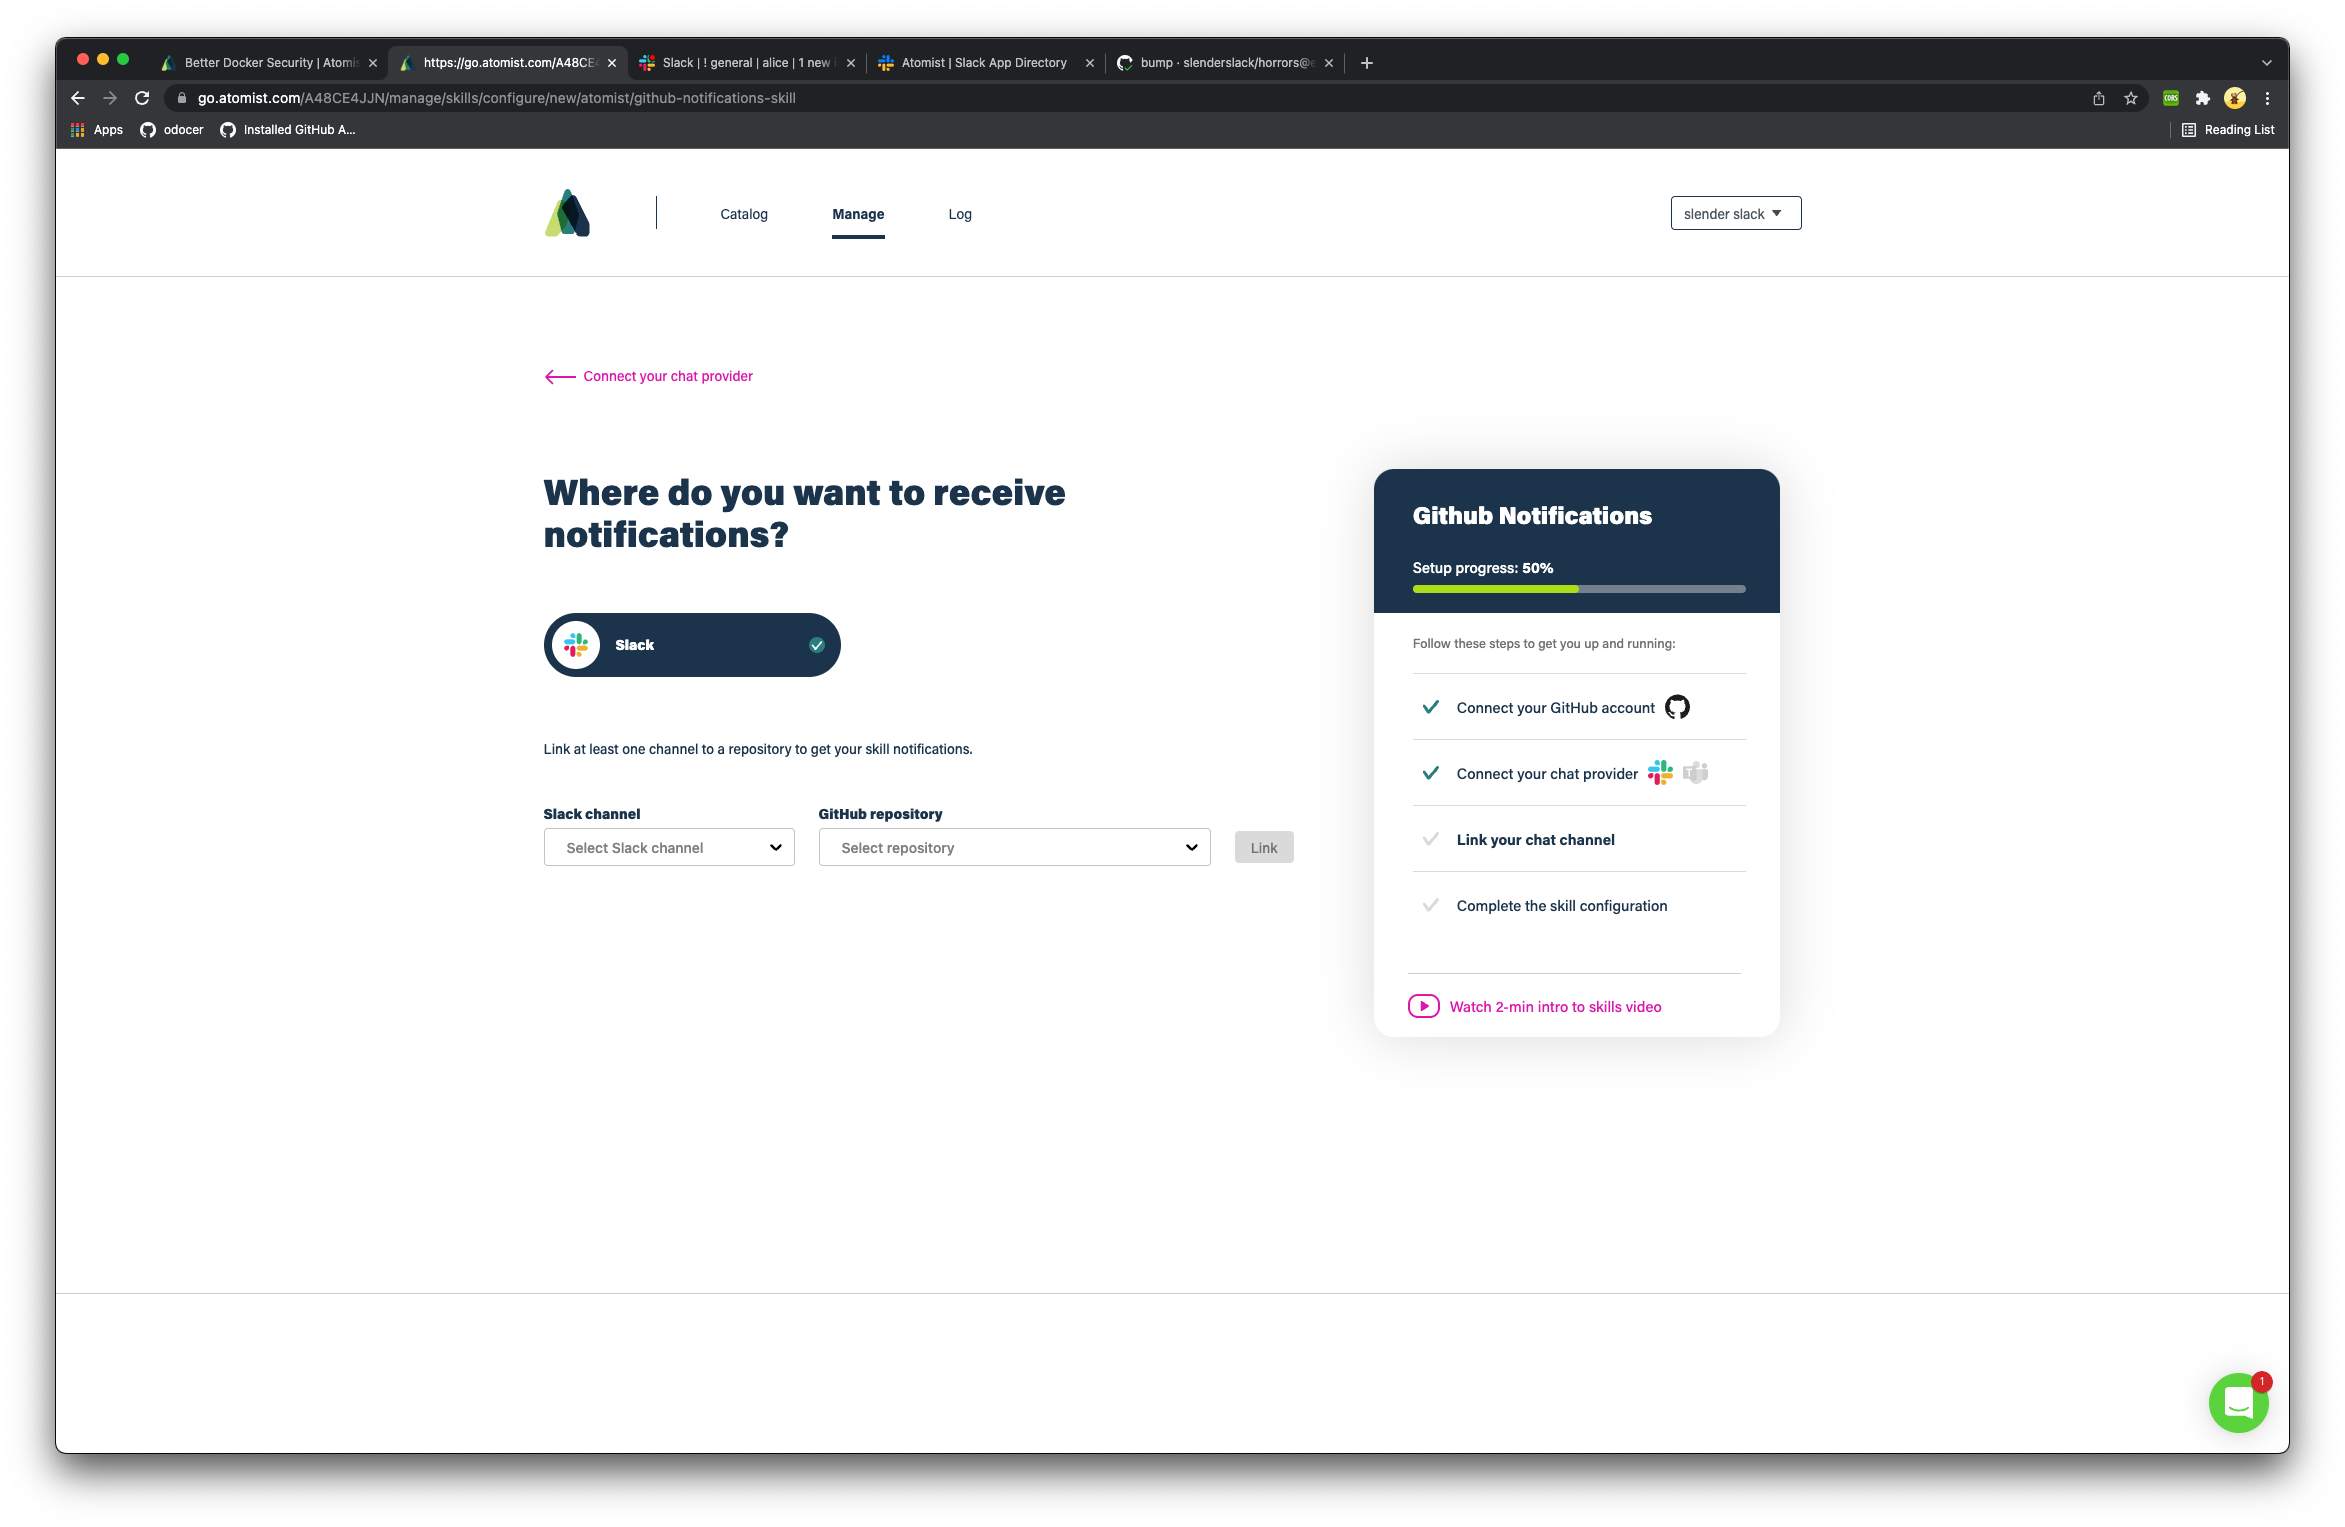 Better Docker Security | Atomis
https://go.atomist.com/A48CE4
Slack | ! general | alice | 1 new i
Atomist | Slack App Directory
bump · slenderslack/horrors@e
go.atomist.com/A48CE4JJN/manage/skills/configure/new/atomist/github-notifications-skill
CORS
Apps
odocer
Installed GitHub A...
Reading List
Catalog
Manage
Log
slender slack
Connect your chat provider
Where do you want to receive
notifications?
Slack
Link at least one channel to a repository to get your skill notifications.
Slack channel
GitHub repository
Select Slack channel
Select repository
Link
Github Notifications
Setup progress: 50%
Follow these steps to get you up and running:
Connect your GitHub account
Connect your chat provider
T
Link your chat channel
Complete the skill configuration
Watch 2-min intro to skills video
1